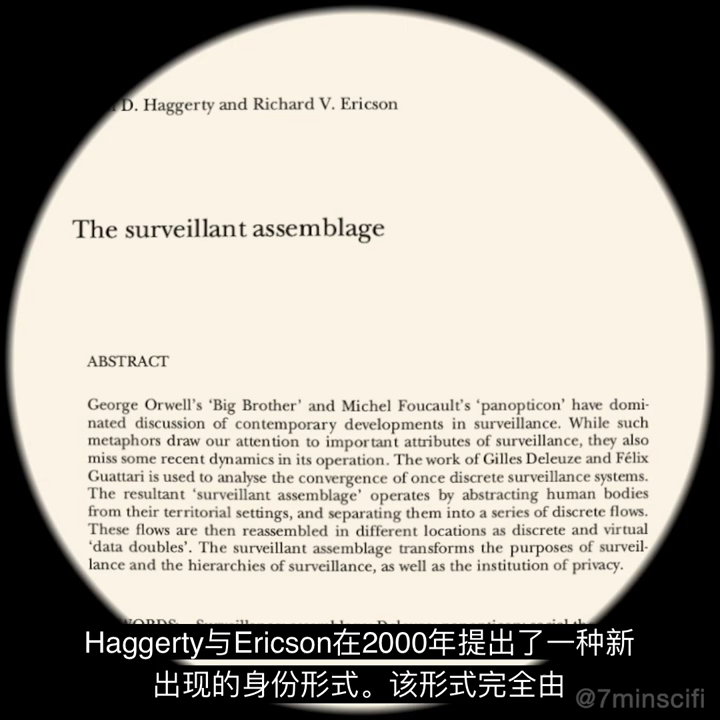 D. Haggerty and Richard V. Ericson
The surveillant assemblage
ABSTRACT
George Orwell's 'Big Brother' and Michel Foucault's 'panopticon' have domi-
nated discussion of contemporary developments in surveillance. While such
metaphors draw our attention to important attributes of surveillance, they also
miss some recent dynamics in its operation. The work of Gilles Deleuze and Félix
Guattari is used to analyse the convergence of once discrete surveillance systems.
The resultant 'surveillant assemblage' operates by abstracting human bodies
from their territorial settings, and separating them into a series of discrete flows.
These flows are then reassembled in different locations as discrete and virtual
'data doubles'. The surveillant assemblage transforms the purposes of surveil-
lance and the hierarchies of surveillance, as well as the institution of privacy.
Haggerty与Ericson在2000年提出了一种新
出现的身份形式。该形式完全由
@7minscifi